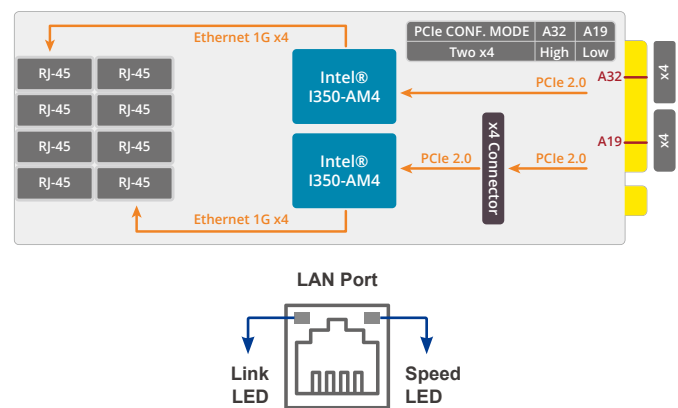 Ethernet 1G x4
PCIe CONF. MODE A32 A19
Two x4 High Low
RJ-45 RJ-45
RJ-45 RJ-45
RJ-45 RJ-45
RJ-45 RJ-45
Intel®
I350-AM4
PCIe 2.0
A32
x4
Intel®
I350-AM4
PCIe 2.0
x4 Connector
PCIe 2.0
A19
x4
Ethernet 1G x4
LAN Port
Link
LED
Speed
LED